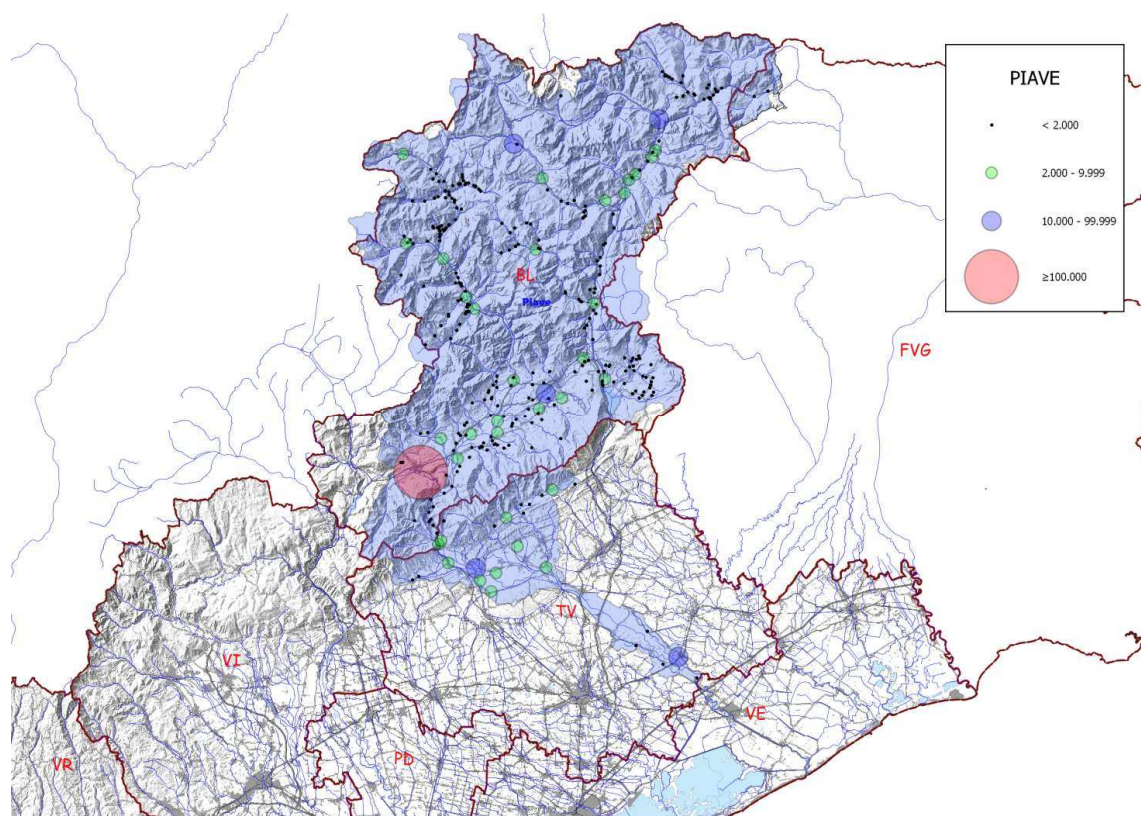 PIAVE
< 2.000
2.000 - 9.999
10.000 - 99.999
≥100.000
BL
Piave
FVG
TV
VI
VE
PD
VR